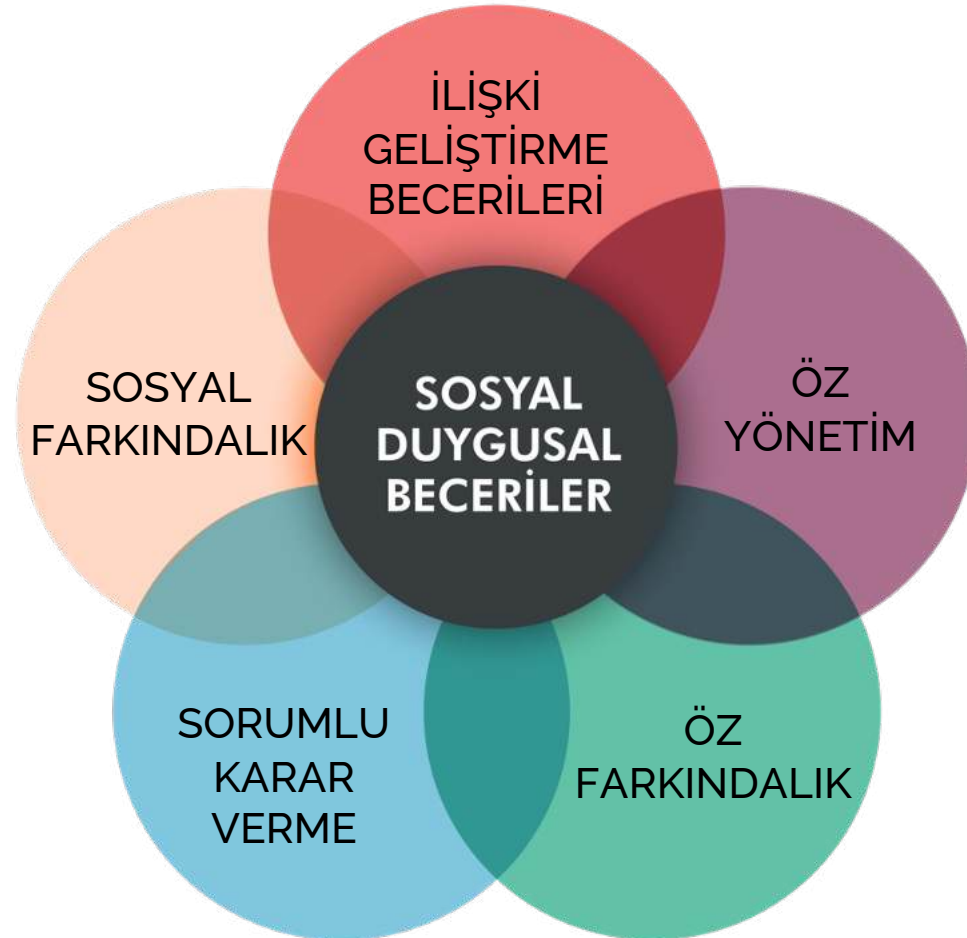 İLİŞKİ
GELİŞTİRME
BECERİLERİ
SOSYAL
FARKINDALIK
SOSYAL
DUYGUSAL
BECERİLER
ÖZ
YÖNETİM
SORUMLU
KARAR
VERME
ÖZ
FARKINDALIK